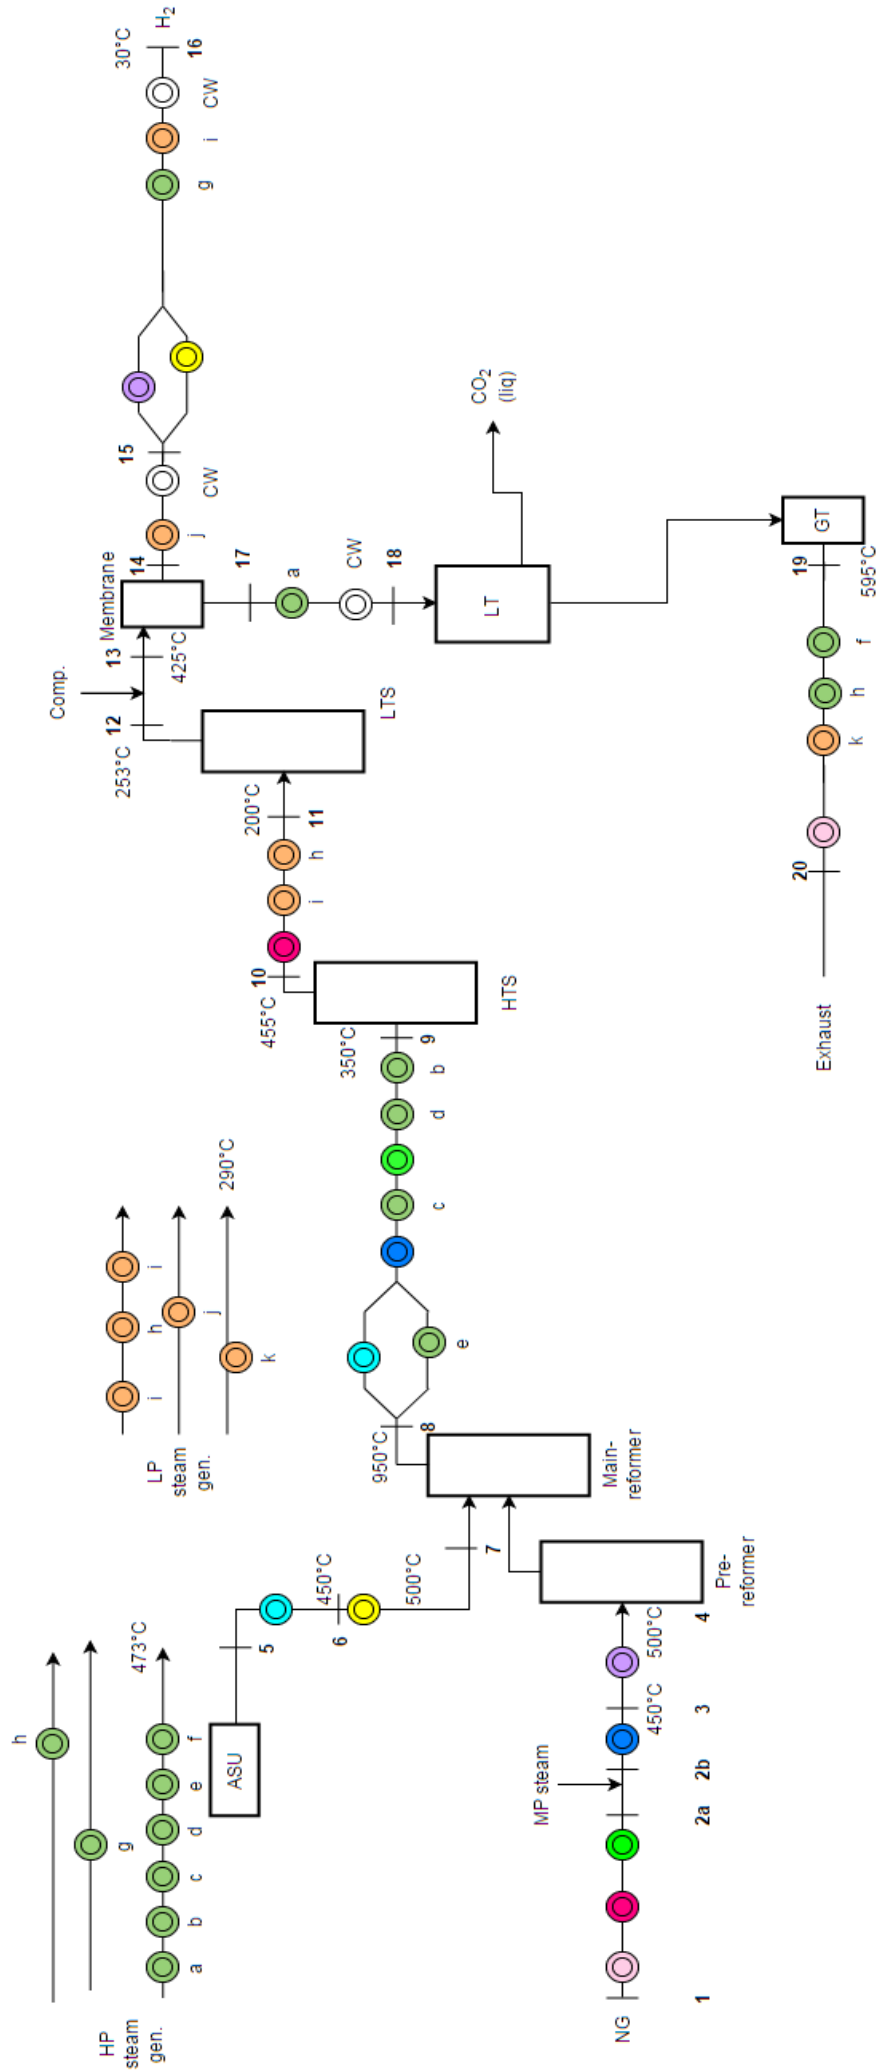 HP
steam
gen.
h
g
a
b
c
d
e
f
473°C
LP
steam
gen.
i
h
i
j
k
290°C
NG
1
2a
MP steam
2b
450°C
3
500°C
4
Pre-
reformer
ASU
5
450°C
6
500°C
7
Main-
reformer
950°C
8
e
c
d
b
350°C
9
HTS
455°C
10
i
h
200°C
11
LTS
253°C
12
Comp.
13
425°C
Membrane
14
j
CW
15
g
i
CW
30°C
16
H2
17
a
CW
18
LT
CO2
(liq)
GT
19
595°C
f
h
k
20
Exhaust